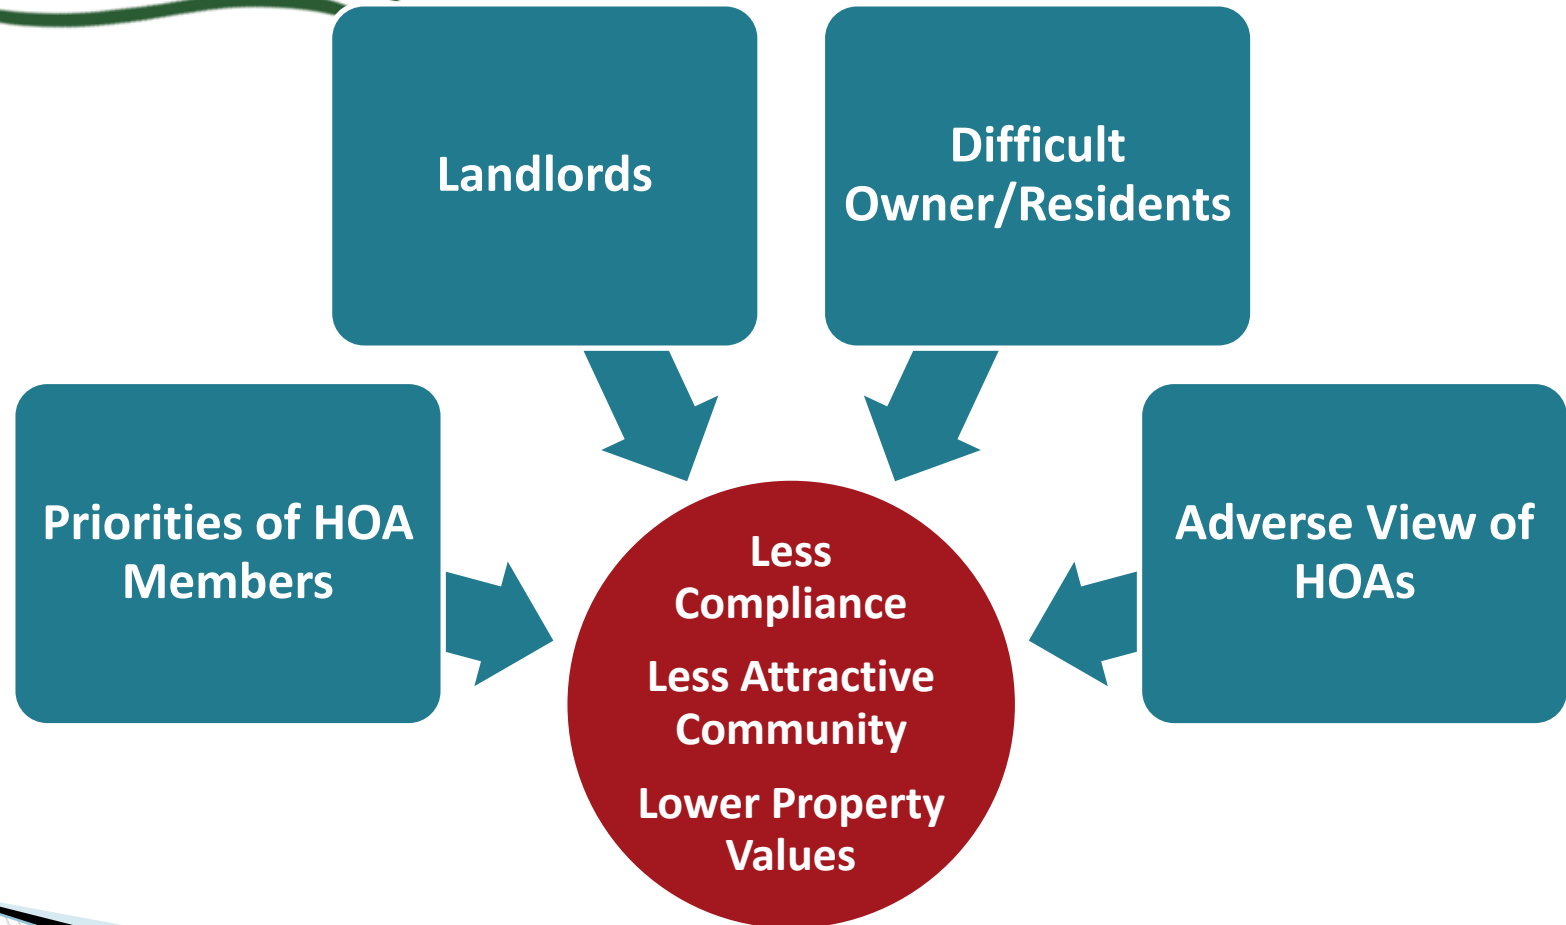 Landlords
Difficult
Owner/Residents
Priorities of HOA
Members
Adverse View of
HOAs
Less
Compliance
Less Attractive
Community
Lower Property
Values